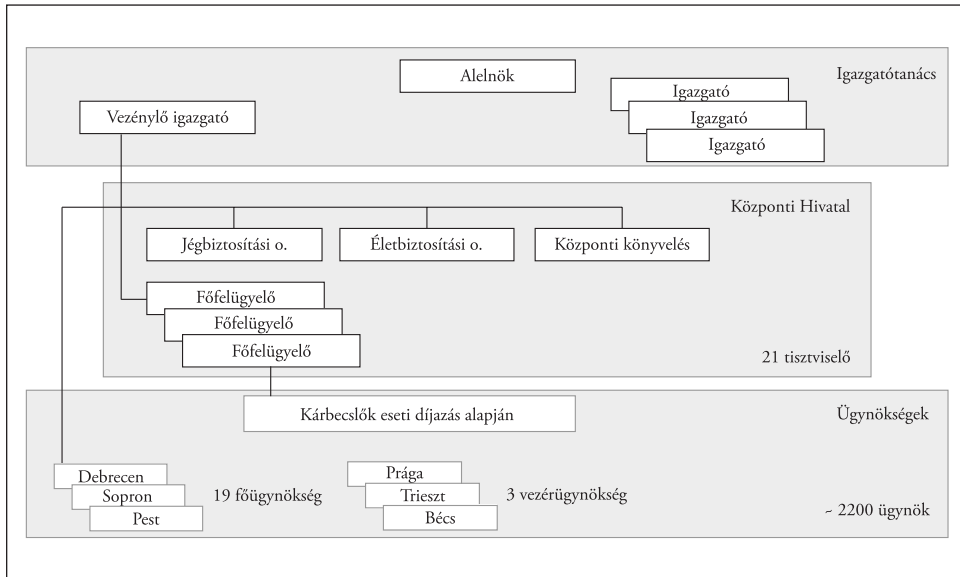 Alelnök
Igazgatótanács
Igazgató
Vezénylő igazgató
Igazgató
Igazgató
Központi Hivatal
Jégbiztosítási o.
Életbiztosítási o.
Központi könyvelés
Főfelügyelő
Főfelügyelő
Főfelügyelő
21 tisztviselő
Kárbecslők eseti díjazás alapján
Ügynökségek
Debrecen
Sopron
Pest
19 főügynökség
Prága
Trieszt
Bécs
3 vezérügynökség
~ 2200 ügynök